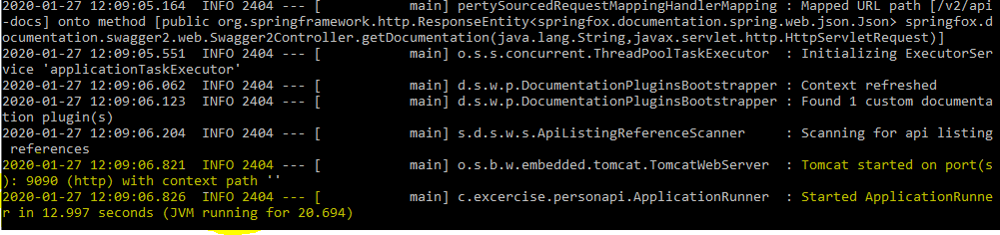 2020-01-27 12:09:05.164  INFO 2404 --- [           main] pertySourcedRequestMappingHandlerMapping : Mapped URL path [/v2/api
-docs] onto method [public org.springframework.http.ResponseEntity<springfox.documentation.spring.web.json.Json> springfox.d
ocumentation.swagger2.web.Swagger2Controller.getDocumentation(java.lang.String,javax.servlet.http.HttpServletRequest)]
2020-01-27 12:09:05.551  INFO 2404 --- [           main] o.s.s.concurrent.ThreadPoolTaskExecutor  : Initializing ExecutorSer
vice 'applicationTaskExecutor'
2020-01-27 12:09:06.062  INFO 2404 --- [           main] d.s.w.p.DocumentationPluginsBootstrapper : Context refreshed
2020-01-27 12:09:06.123  INFO 2404 --- [           main] d.s.w.p.DocumentationPluginsBootstrapper : Found 1 custom documenta
tion plugin(s)
2020-01-27 12:09:06.204  INFO 2404 --- [           main] s.d.s.w.s.ApiListingReferenceScanner     : Scanning for api listing
 references
2020-01-27 12:09:06.821  INFO 2404 --- [           main] o.s.b.w.embedded.tomcat.TomcatWebServer  : Tomcat started on port(s
): 9090 (http) with context path ''
2020-01-27 12:09:06.826  INFO 2404 --- [           main] c.excercise.personapi.ApplicationRunner  : Started ApplicationRunne
r in 12.997 seconds (JVM running for 20.694)